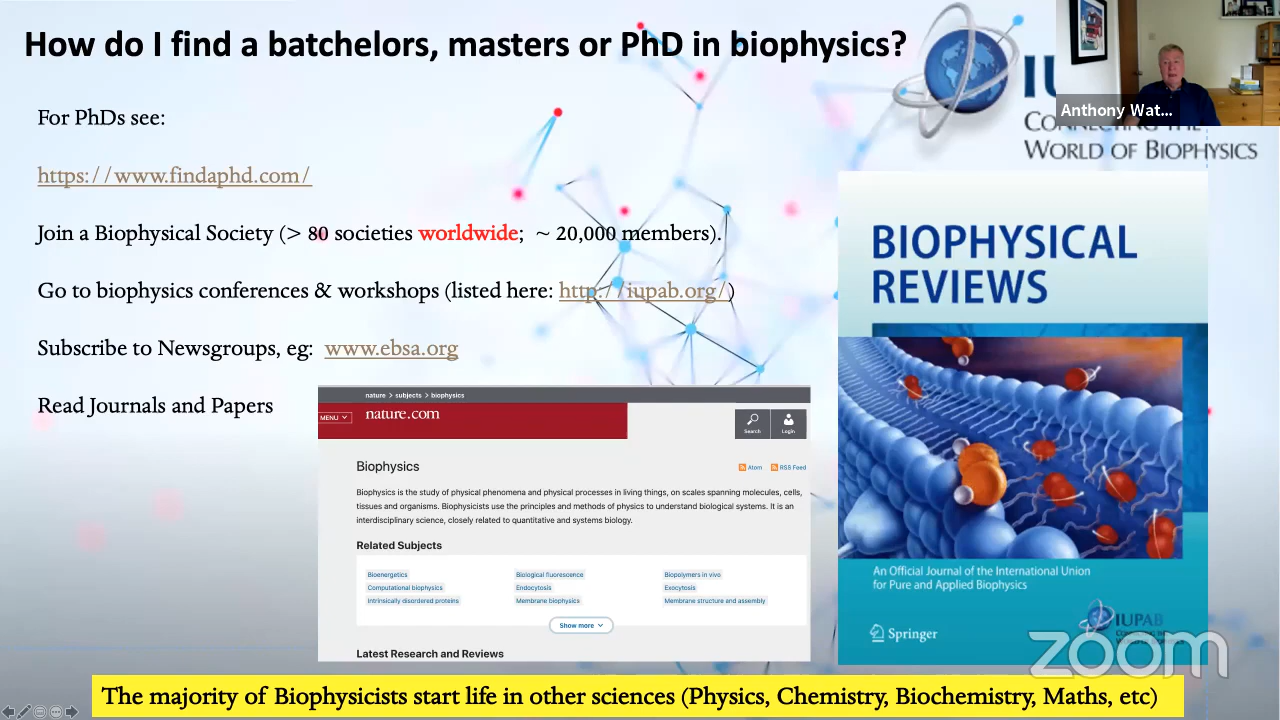 How do I find a batchelors, masters or PhD in biophysics?
IU
Anthony Wat...
CONNECTING THE
WORLD OF BIOPHYSICS
For PhDs see:
https://www.findaphd.com/
Join a Biophysical Society (> 80 societies worldwide; ~ 20,000 members).
Go to biophysics conferences & workshops (listed here: http://iupab.org/)
Subscribe to Newsgroups, eg: www.ebsa.org
Read Journals and Papers
nature > subjects > biophysics
MENU
nature.com
Search
Login
Biophysics
Atom
RSS Feed
Biophysics is the study of physical phenomena and physical processes in living things, on scales spanning molecules, cells,
tissues and organisms. Biophysicists use the principles and methods of physics to understand biological systems. It is an
interdisciplinary science, closely related to quantitative and systems biology.
Related Subjects
Bioenergetics
Biological fluorescence
Biopolymers in vivo
Computational biophysics
Endocytosis
Exocytosis
Intrinsically disordered proteins
Membrane biophysics
Membrane structure and assembly
Show more
Latest Research and Reviews
BIOPHYSICAL
REVIEWS
An Official Journal of the International Union
for Pure and Applied Biophysics
Springer
IUPAB
zoom
The majority of Biophysicists start life in other sciences (Physics, Chemistry, Biochemistry, Maths, etc)